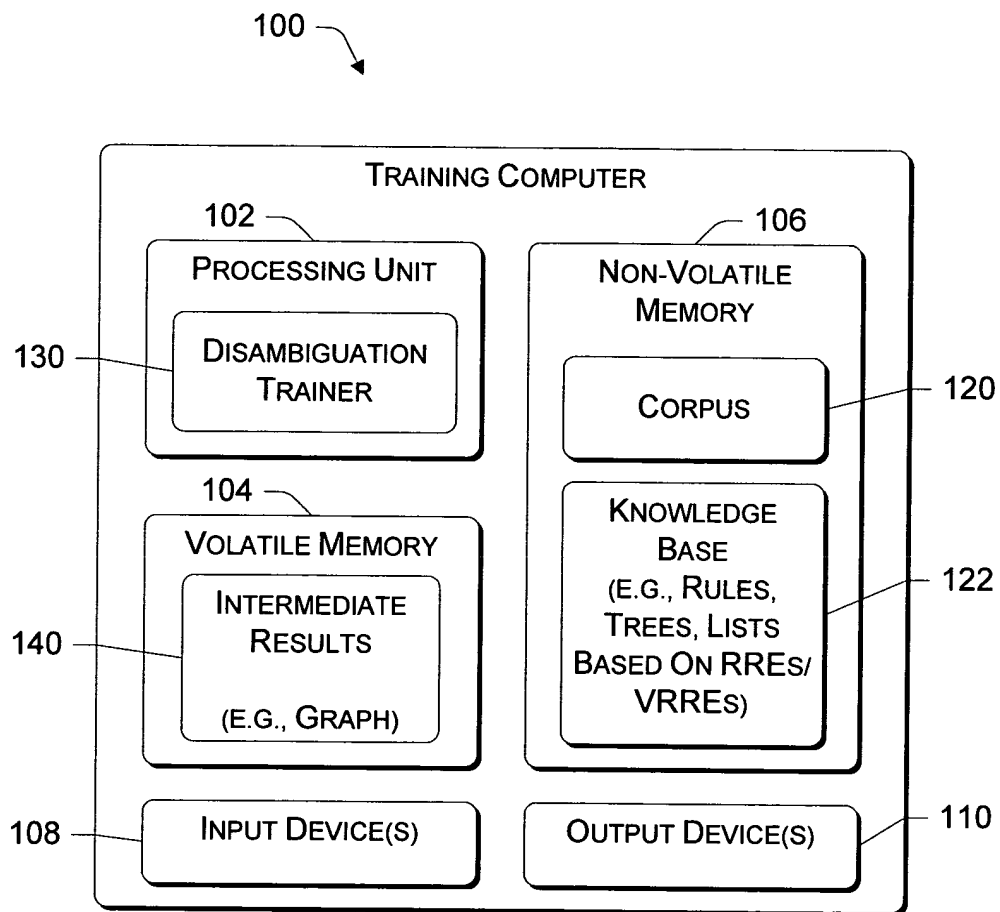 100
TRAINING COMPUTER
102
PROCESSING UNIT
130
DISAMBIGUATION
TRAINER
104
VOLATILE MEMORY
140
INTERMEDIATE
RESULTS
(E.G., GRAPH)
106
NON-VOLATILE
MEMORY
CORPUS
120
KNOWLEDGE
BASE
(E.G., RULES,
TREES, LISTS
BASED ON RRES/
VRRES)
122
108
INPUT DEVICE(S)
OUTPUT DEVICE(S)
110